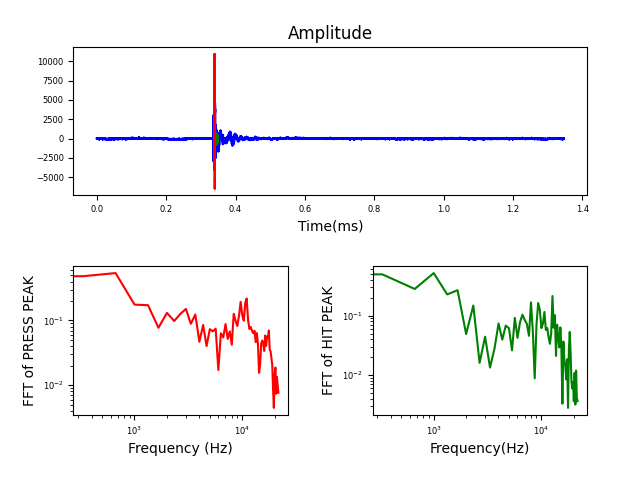 Amplitude
10000
7500
5000
2500
0
−2500
−5000
0.0 0.2 0.4 0.6 0.8 1.0 1.2 1.4
Time(ms)
FFT of PRESS PEAK
10⁻¹
10⁻²
10³ 10⁴
Frequency (Hz)
FFT of HIT PEAK
10⁻¹
10⁻²
10³ 10⁴
Frequency(Hz)